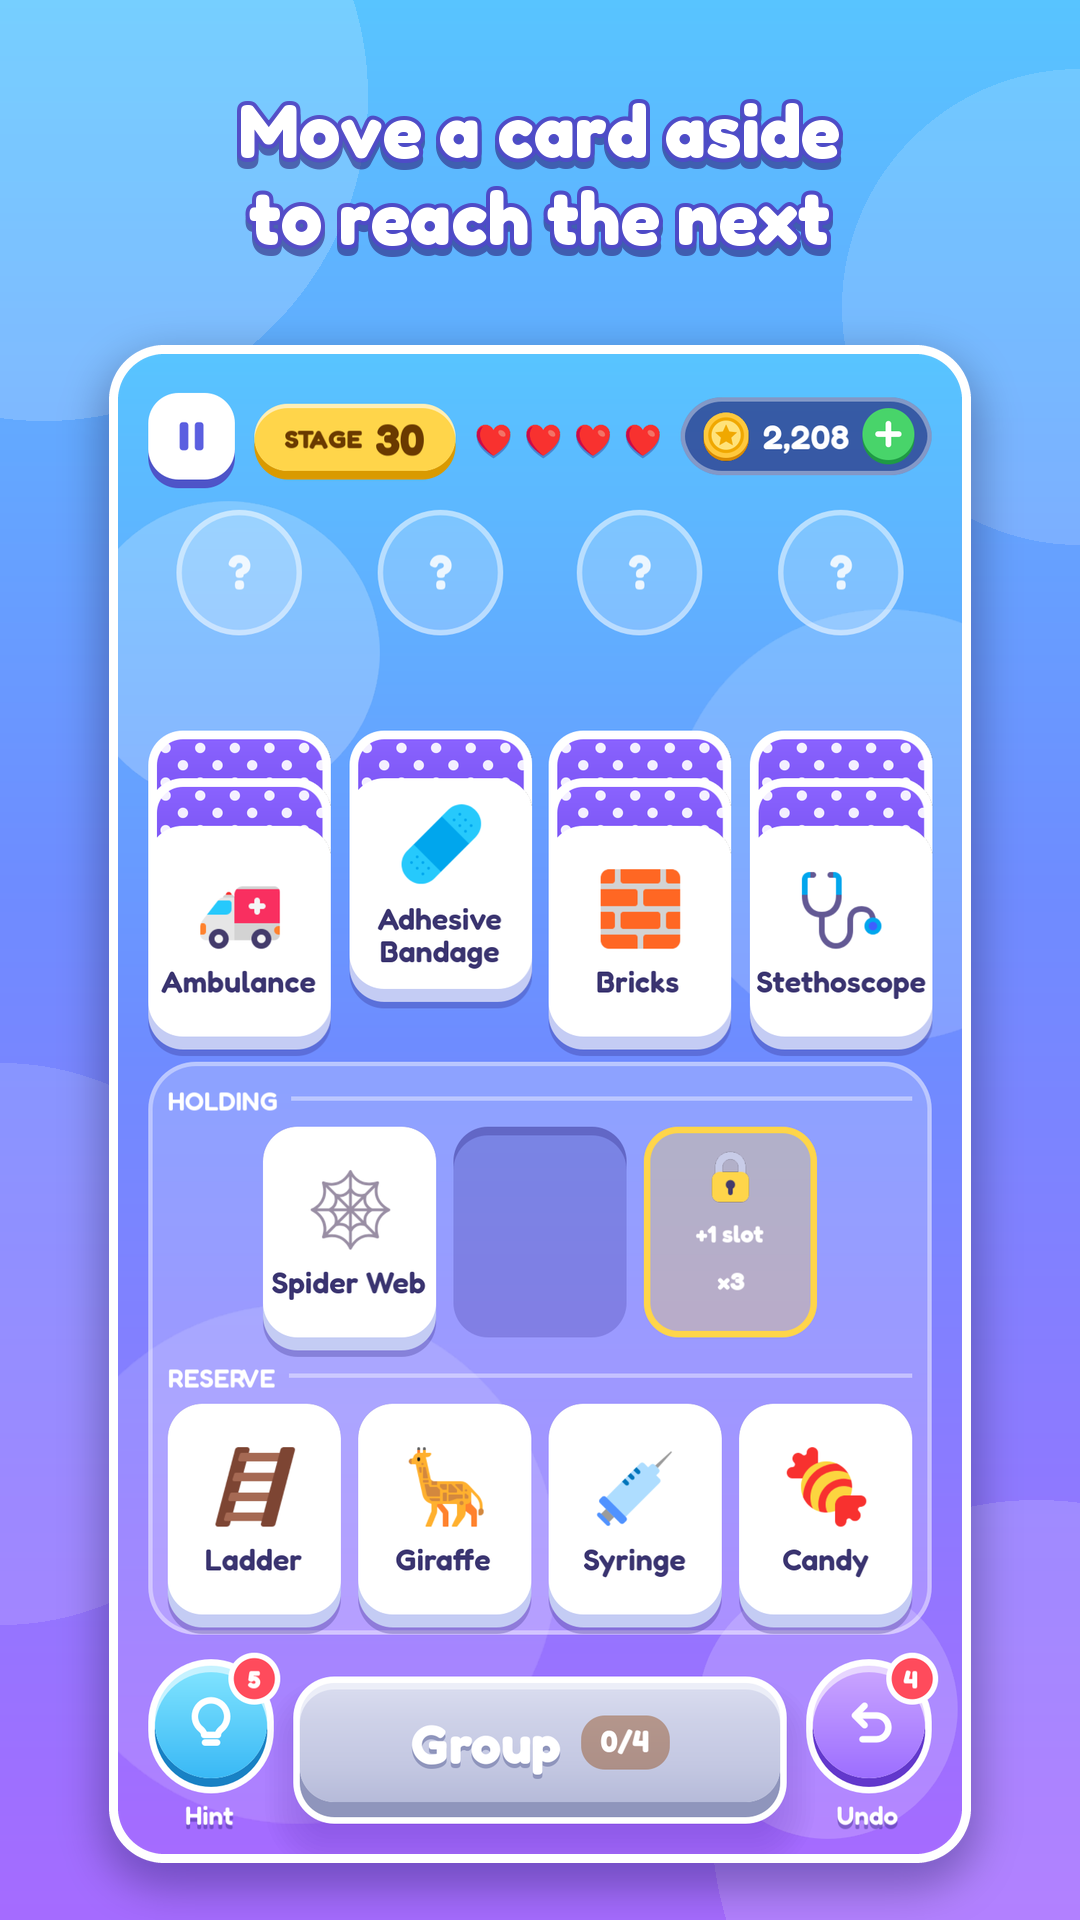 Move a card aside
to reach the next
STAGE 30
2,208
? ? ? ?
Ambulance
Adhesive
Bandage
Bricks
Stethoscope
HOLDING
Spider Web
+1 slot
x3
RESERVE
Ladder
Giraffe
Syringe
Candy
5
Hint
Group 0/4
4
Undo